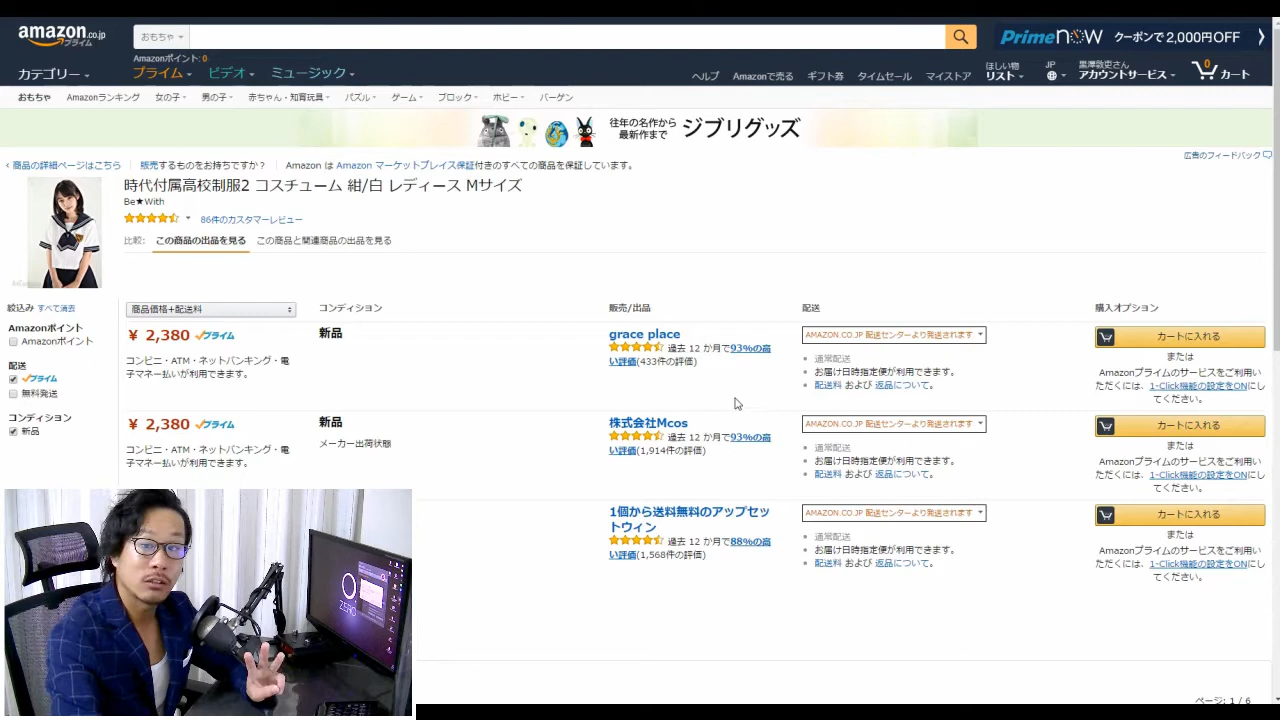 amazon.co.jp
プライム
おもちゃ
Prime nOW クーポンで2,000円OFF
Amazonポイント: 0
カテゴリー
プライム
ビデオ
ミュージック
ヘルプ
Amazonで売る
ギフト券
タイムセール
マイストア
ほしい物
リスト
JP
黒澤敦史さん
アカウントサービス
0
カート
おもちゃ
Amazonランキング
女の子
男の子
赤ちゃん・知育玩具
パズル
ゲーム
ブロック
ホビー
バーゲン
往年の名作から
最新作まで
ジブリグッズ
広告のフィードバック
‹ 商品の詳細ページはこちら
販売するものをお持ちですか？
Amazon は Amazon マーケットプレイス保証付きのすべての商品を保証しています。
時代付属高校制服2 コスチューム 紺/白 レディース Mサイズ
Be★With
86件のカスタマーレビュー
比較: この商品の出品を見る この商品と関連商品の出品を見る
絞込み すべて消去
Amazonポイント
Amazonポイント
配送
プライム
無料発送
コンディション
新品
商品価格+配送料
コンディション
販売/出品
配送
購入オプション
¥ 2,380 プライム
コンビニ・ATM・ネットバンキング・電
子マネー払いが利用できます。
新品
grace place
過去 12 か月で93%の高
い評価(433件の評価)
AMAZON.CO.JP 配送センターより発送されます
通常配送
お届け日時指定便が利用できます。
配送料 および 返品について。
カートに入れる
または
Amazonプライムのサービスをご利用い
ただくには、1-Click機能の設定をONにし
てください。
¥ 2,380 プライム
コンビニ・ATM・ネットバンキング・電
子マネー払いが利用できます。
新品
メーカー出荷状態
株式会社Mcos
過去 12 か月で93%の高
い評価(1,914件の評価)
AMAZON.CO.JP 配送センターより発送されます
通常配送
お届け日時指定便が利用できます。
配送料 および 返品について。
カートに入れる
または
Amazonプライムのサービスをご利用い
ただくには、1-Click機能の設定をONにし
てください。
1個から送料無料のアップセッ
トウィン
過去 12 か月で88%の高
い評価(1,568件の評価)
AMAZON.CO.JP 配送センターより発送されます
通常配送
お届け日時指定便が利用できます。
配送料 および 返品について。
カートに入れる
または
Amazonプライムのサービスをご利用い
ただくには、1-Click機能の設定をONにし
てください。
ZERO
ページ: 1 / 6